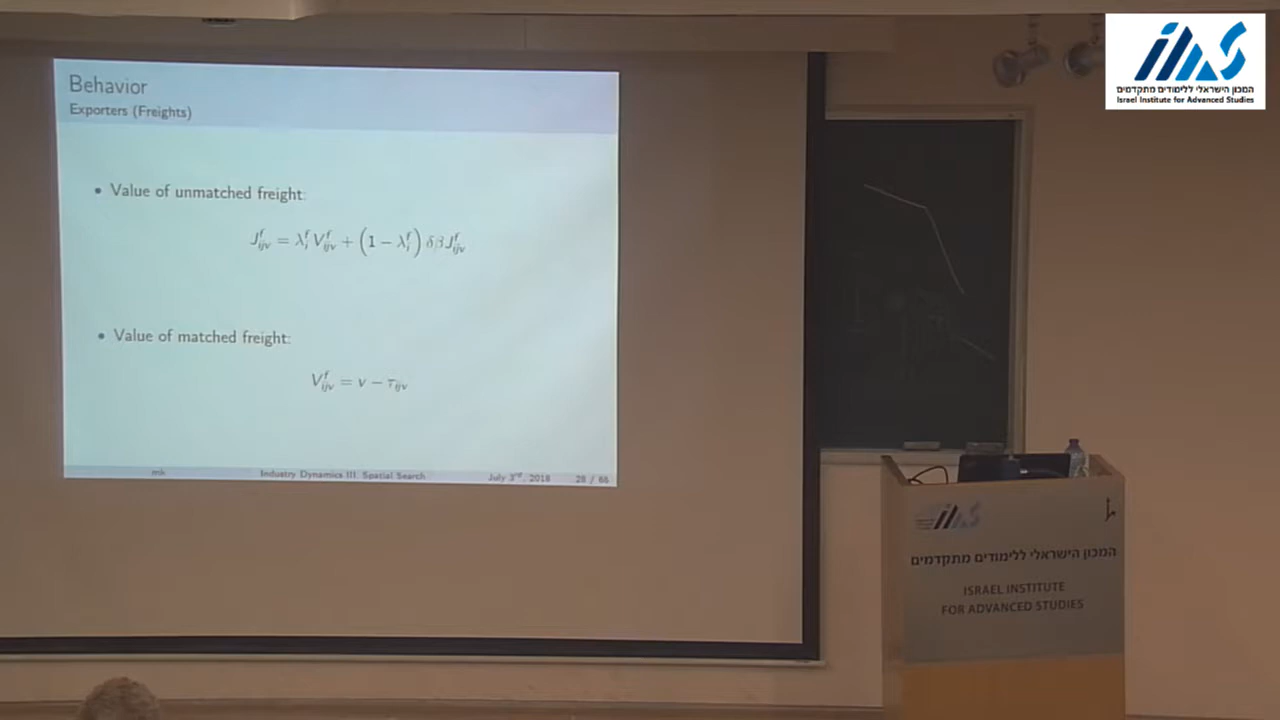 Behavior
Exporters (Freights)
• Value of unmatched freight:
J^f_{ijv} = λ^f_i V^f_{ijv} + (1 − λ^f_i) δβJ^f_{ijv}
• Value of matched freight:
V^f_{ijv} = v − τ_{ijv}
mk Industry Dynamics III: Spatial Search July 3rd, 2018 28 / 66
המכון הישראלי ללימודים מתקדמים
Israel Institute for Advanced Studies
המכון הישראלי ללימודים מתקדמים
ISRAEL INSTITUTE
FOR ADVANCED STUDIES